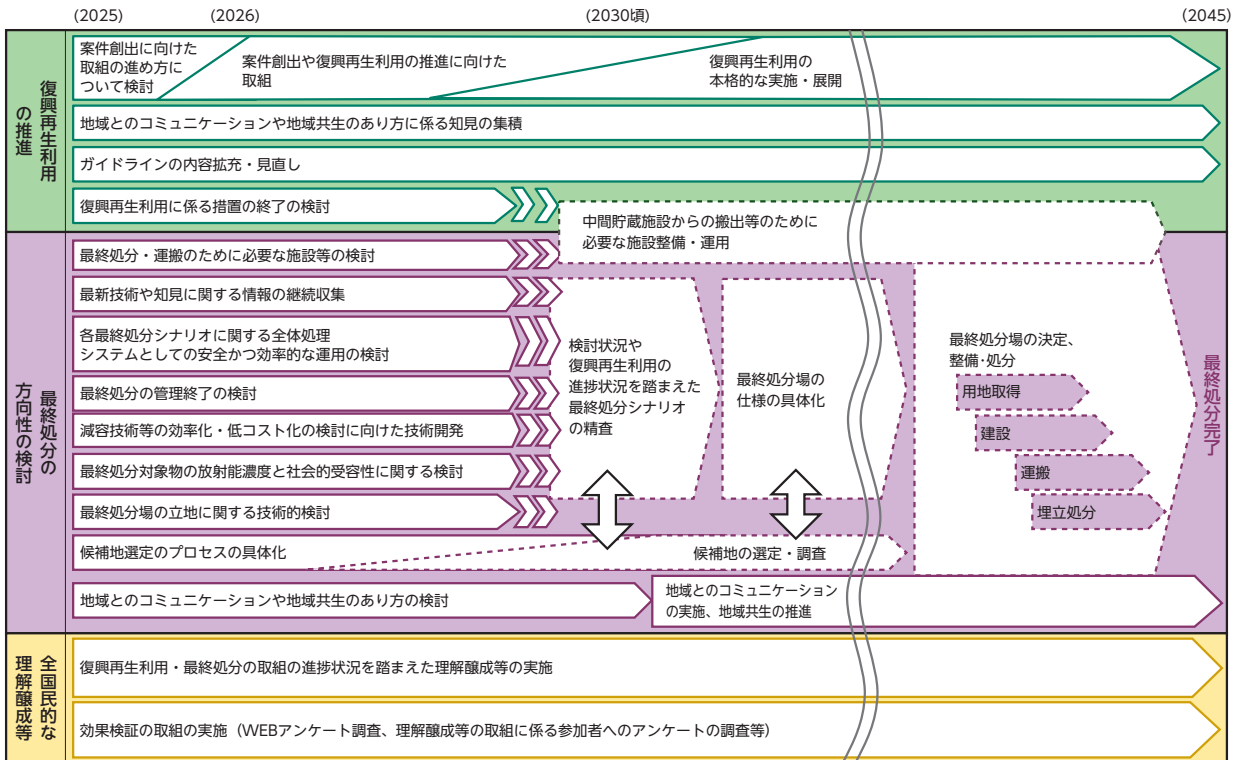 (2025)
(2026)
(2030頃)
(2045)
復興再生利用
の推進
案件創出に向けた
取組の進め方に
ついて検討
案件創出や復興再生利用の推進に向けた
取組
復興再生利用の
本格的な実施・展開
地域とのコミュニケーションや地域共生のあり方に係る知見の集積
ガイドラインの内容拡充・見直し
復興再生利用に係る措置の終了の検討
中間貯蔵施設からの搬出等のために
必要な施設整備・運用
最終処分の
方向性の検討
最終処分・運搬のために必要な施設等の検討
最新技術や知見に関する情報の継続収集
各最終処分シナリオに関する全体処理
システムとしての安全かつ効率的な運用の検討
最終処分の管理終了の検討
減容技術等の効率化・低コスト化の検討に向けた技術開発
最終処分対象物の放射能濃度と社会的受容性に関する検討
最終処分場の立地に関する技術的検討
検討状況や
復興再生利用の
進捗状況を踏まえた
最終処分シナリオ
の精査
最終処分場の
仕様の具体化
最終処分場の決定、
整備・処分
用地取得
建設
運搬
埋立処分
最終処分完了
候補地選定のプロセスの具体化
候補地の選定・調査
地域とのコミュニケーションや地域共生のあり方の検討
地域とのコミュニケーション
の実施、地域共生の推進
全国民的な
理解醸成等
復興再生利用・最終処分の取組の進捗状況を踏まえた理解醸成等の実施
効果検証の取組の実施（WEBアンケート調査、理解醸成等の取組に係る参加者へのアンケートの調査等）